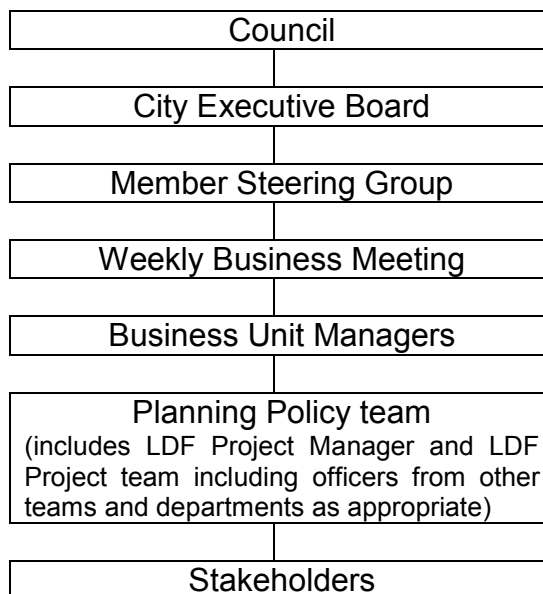 Council
City Executive Board
Member Steering Group
Weekly Business Meeting
Business Unit Managers
Planning Policy team
(includes LDF Project Manager and LDF
Project team including officers from other
teams and departments as appropriate)
Stakeholders